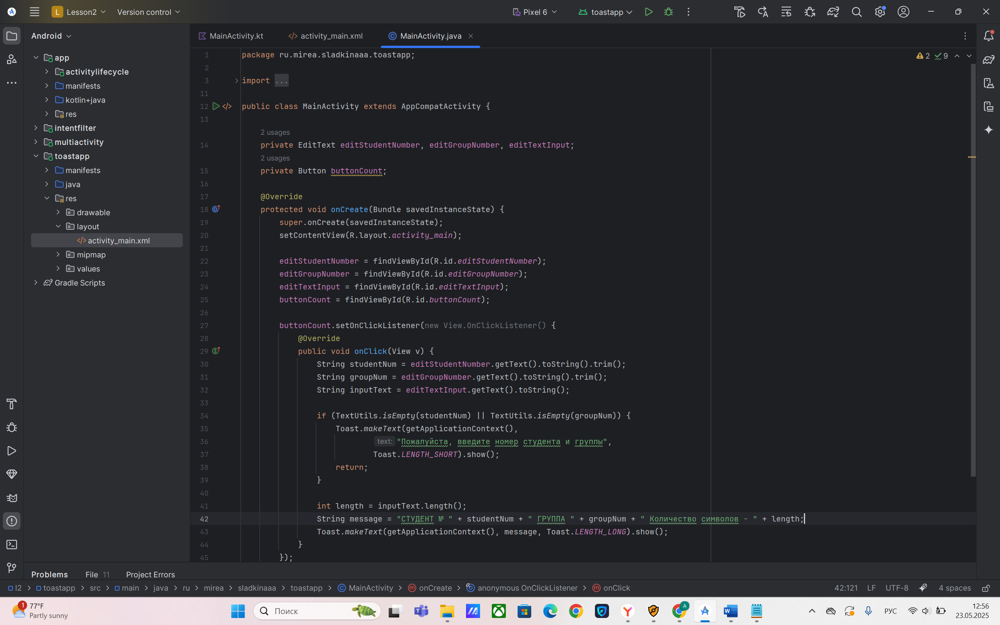 L Lesson2 Version control Pixel 6 toastapp
Android
app
activitylifecycle
manifests
kotlin+java
res
intentfilter
multiactivity
toastapp
manifests
java
res
drawable
layout
activity_main.xml
mipmap
values
Gradle Scripts
MainActivity.kt activity_main.xml MainActivity.java
2 9
1 package ru.mirea.sladkinaaa.toastapp;
2
3 import ...
11
12 public class MainActivity extends AppCompatActivity {
13
2 usages
14 private EditText editStudentNumber, editGroupNumber, editTextInput;
2 usages
15 private Button buttonCount;
16
17 @Override
18 protected void onCreate(Bundle savedInstanceState) {
19 super.onCreate(savedInstanceState);
20 setContentView(R.layout.activity_main);
21
22 editStudentNumber = findViewById(R.id.editStudentNumber);
23 editGroupNumber = findViewById(R.id.editGroupNumber);
24 editTextInput = findViewById(R.id.editTextInput);
25 buttonCount = findViewById(R.id.buttonCount);
26
27 buttonCount.setOnClickListener(new View.OnClickListener() {
28 @Override
29 public void onClick(View v) {
30 String studentNum = editStudentNumber.getText().toString().trim();
31 String groupNum = editGroupNumber.getText().toString().trim();
32 String inputText = editTextInput.getText().toString();
33
34 if (TextUtils.isEmpty(studentNum) || TextUtils.isEmpty(groupNum)) {
35 Toast.makeText(getApplicationContext(),
36 text: "Пожалуйста, введите номер студента и группы",
37 Toast.LENGTH_SHORT).show();
38 return;
39 }
40
41 int length = inputText.length();
42 String message = "СТУДЕНТ № " + studentNum + " ГРУППА " + groupNum + " Количество символов - " + length;
43 Toast.makeText(getApplicationContext(), message, Toast.LENGTH_LONG).show();
44 }
45 });
Problems File 11 Project Errors
l2 > toastapp > src > main > java > ru > mirea > sladkinaaa > toastapp > MainActivity > onCreate > anonymous OnClickListener > onClick 42:121 LF UTF-8 4 spaces
1 77°F
Partly sunny
Поиск
A
РУС
12:56
23.05.2025